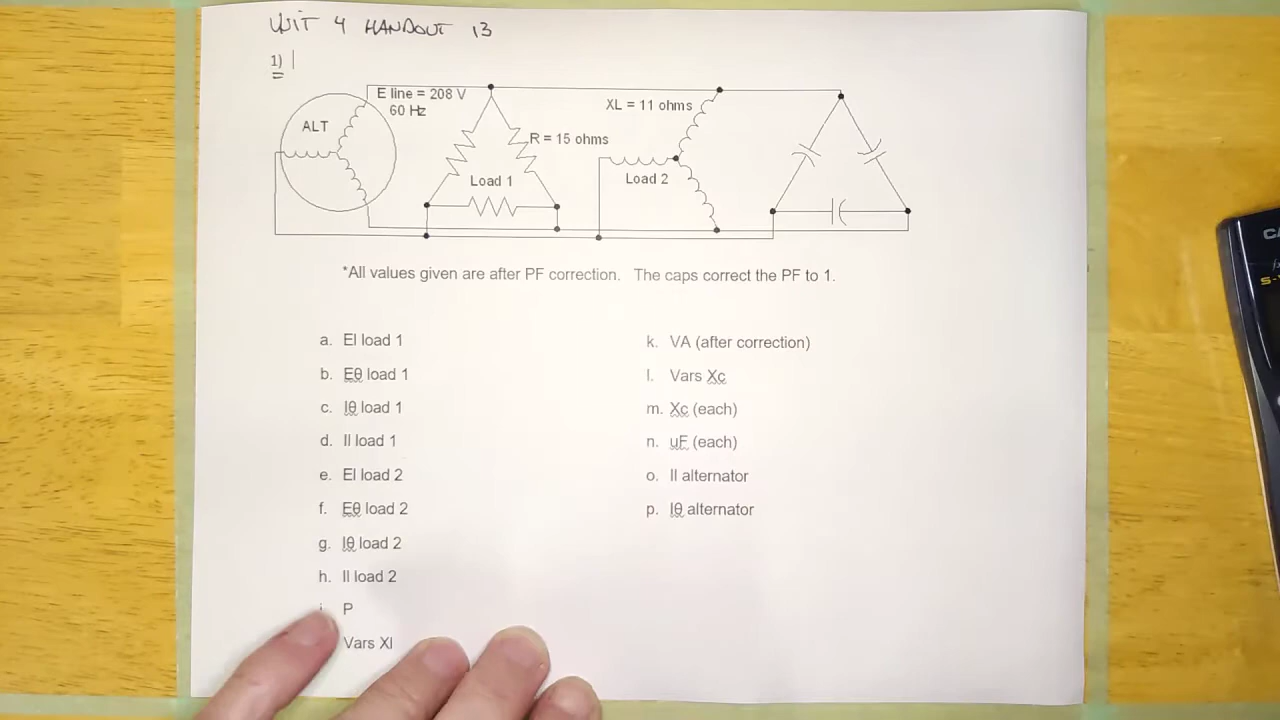 UNIT 4 HANDOUT 13
1)
E line = 208 V
60 Hz
ALT
XL = 11 ohms
R = 15 ohms
Load 1
Load 2
*All values given are after PF correction. The caps correct the PF to 1.
a. El load 1
b. Eθ load 1
c. Iθ load 1
d. Il load 1
e. El load 2
f. Eθ load 2
g. Iθ load 2
h. Il load 2
i. P
Vars Xl
k. VA (after correction)
l. Vars Xc
m. Xc (each)
n. uF (each)
o. Il alternator
p. Iθ alternator